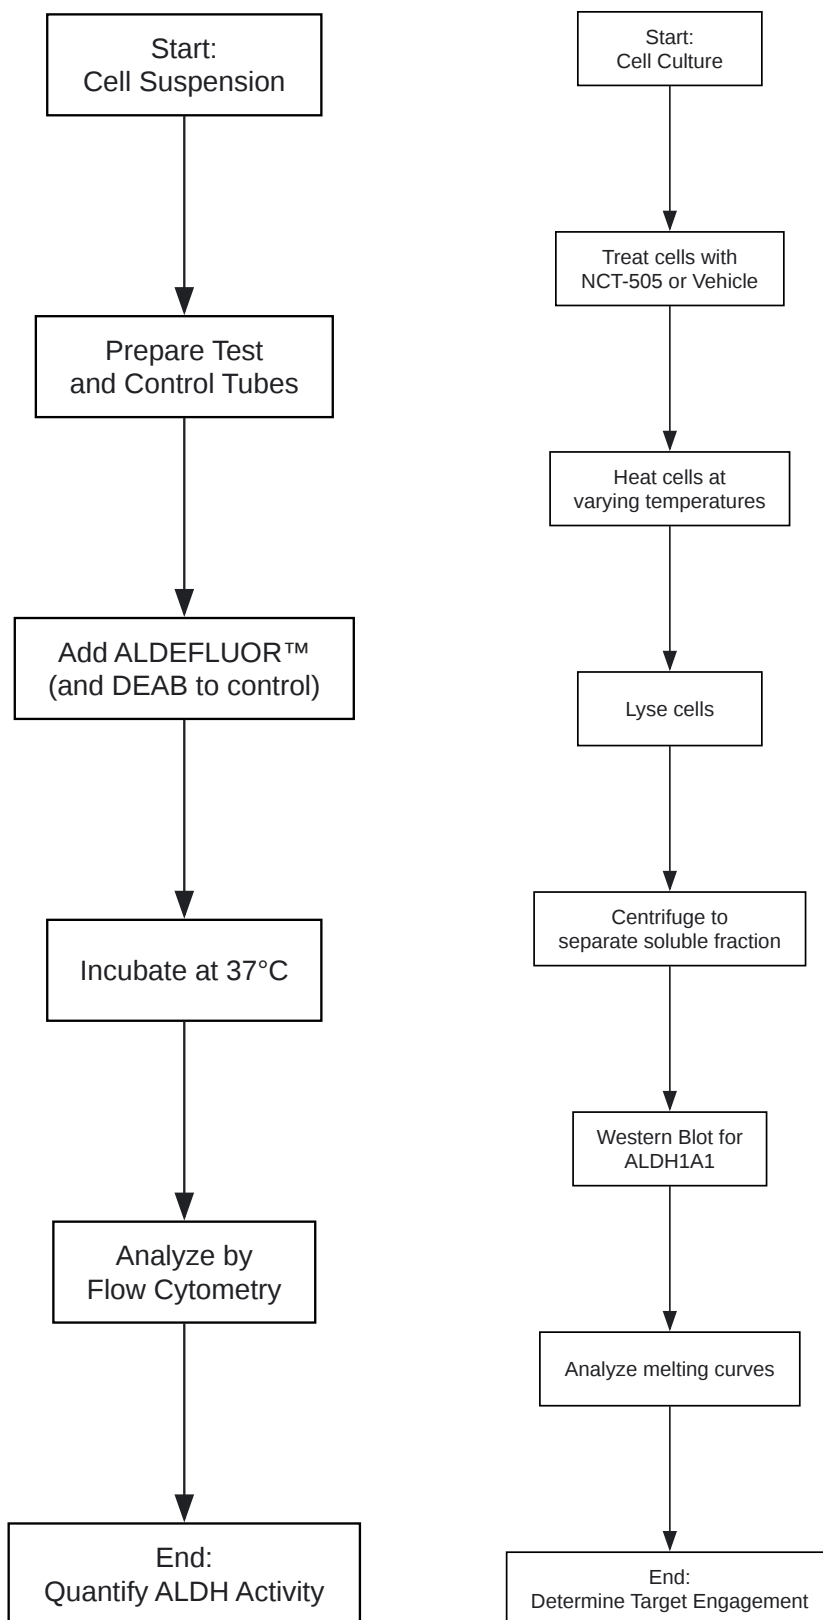 Start:
Cell Suspension
Prepare Test
and Control Tubes
Add ALDEFLUOR™
(and DEAB to control)
Incubate at 37°C
Analyze by
Flow Cytometry
End:
Quantify ALDH Activity
Start:
Cell Culture
Treat cells with
NCT-505 or Vehicle
Heat cells at
varying temperatures
Lyse cells
Centrifuge to
separate soluble fraction
Western Blot for
ALDH1A1
Analyze melting curves
End:
Determine Target Engagement